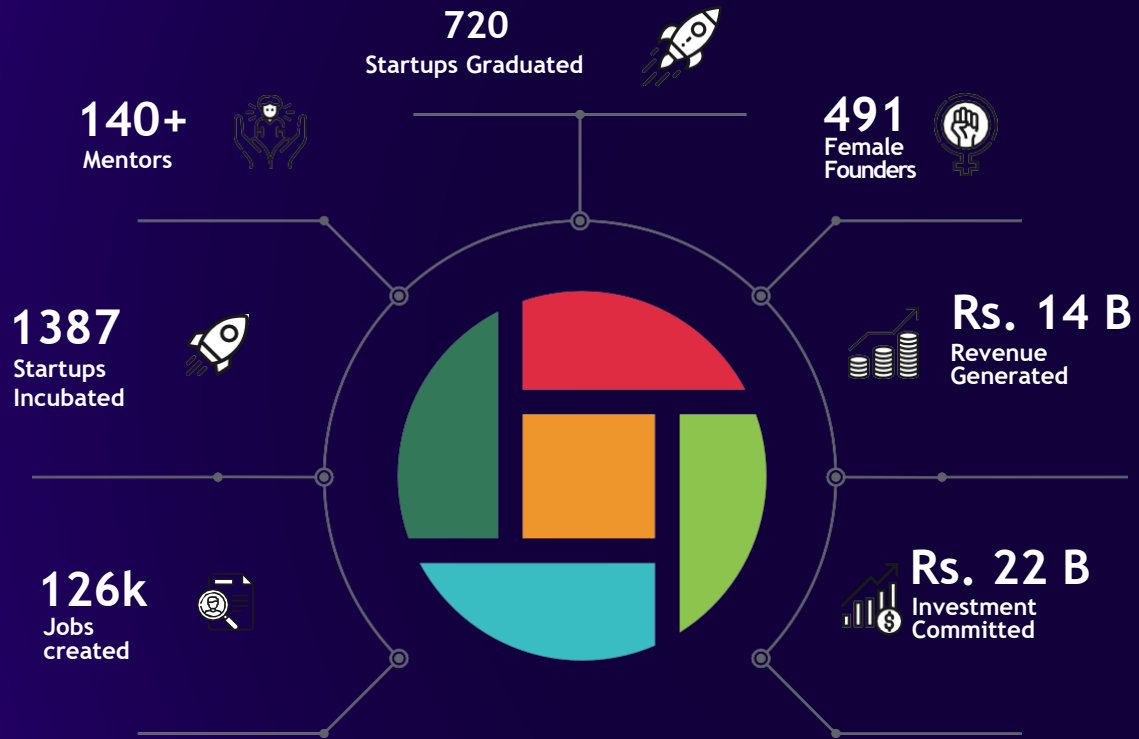 720
Startups Graduated
140+
Mentors
491
Female
Founders
1387
Startups
Incubated
Rs. 14 B
Revenue
Generated
126k
Jobs
created
Rs. 22 B
Investment
Committed